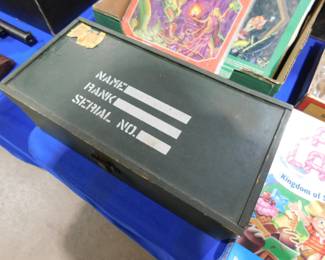 NAME
RANK
SERIAL NO.
Kingdom of